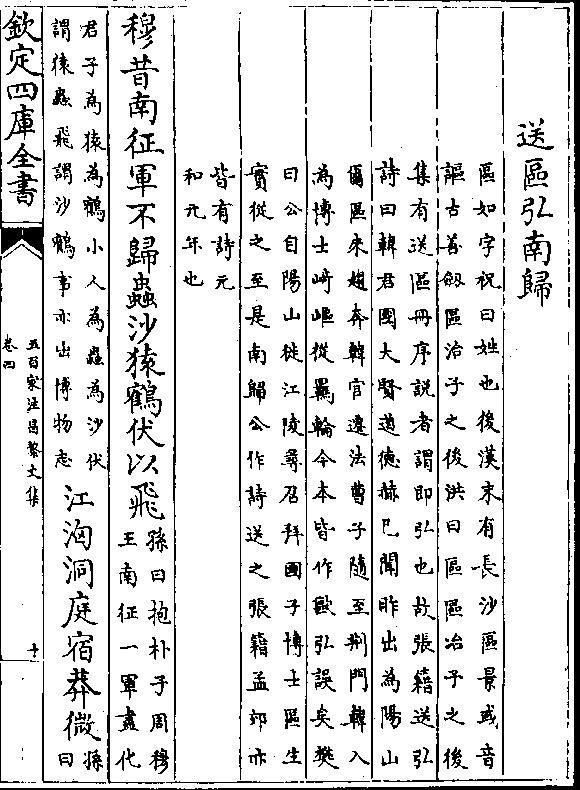 送區弘南歸
區如字祝曰姓也後漢末有長沙區景或音
謳古善劔區冶子之後洪曰區區冶子之後
集有送區冊序説者謂即弘也故張籍送弘
詩曰韓君國大賢道德赫已聞昨出為陽山
爾區來趨奔韓官遷法曹子隨至荆門韓入
為博士崎嶇從羈輪今本皆作歐弘誤矣樊
曰公自陽山徙江陵尋召拜國子博士區生
實從之至是南歸公作詩送之張籍孟郊亦
皆有詩元
和元年也
穆昔南征軍不歸蟲沙猿鶴伏以飛孫曰抱朴子周穆
王南征一軍盡化
君子為猿為鶴小人為蟲為沙伏
謂猿蟲飛謂沙鶴事亦出博物志江洶洞庭宿莽微孫曰
欽定四庫全書
五百家注昌黎文集
卷四
十